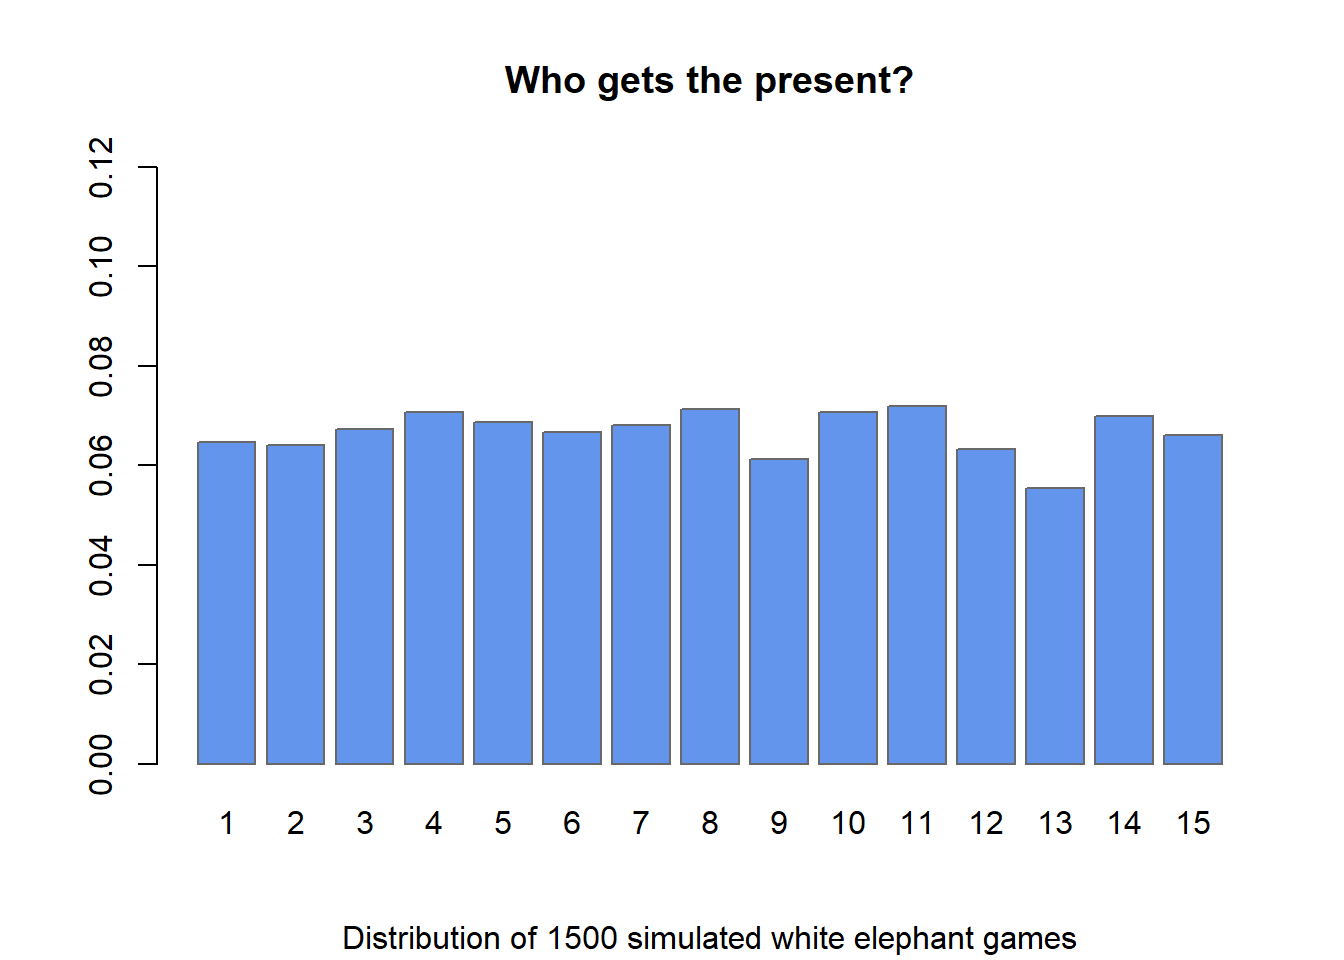 Who gets the present?
0.12
0.10
0.08
0.06
0.04
0.02
0.00
1 2 3 4 5 6 7 8 9 10 11 12 13 14 15
Distribution of 1500 simulated white elephant games